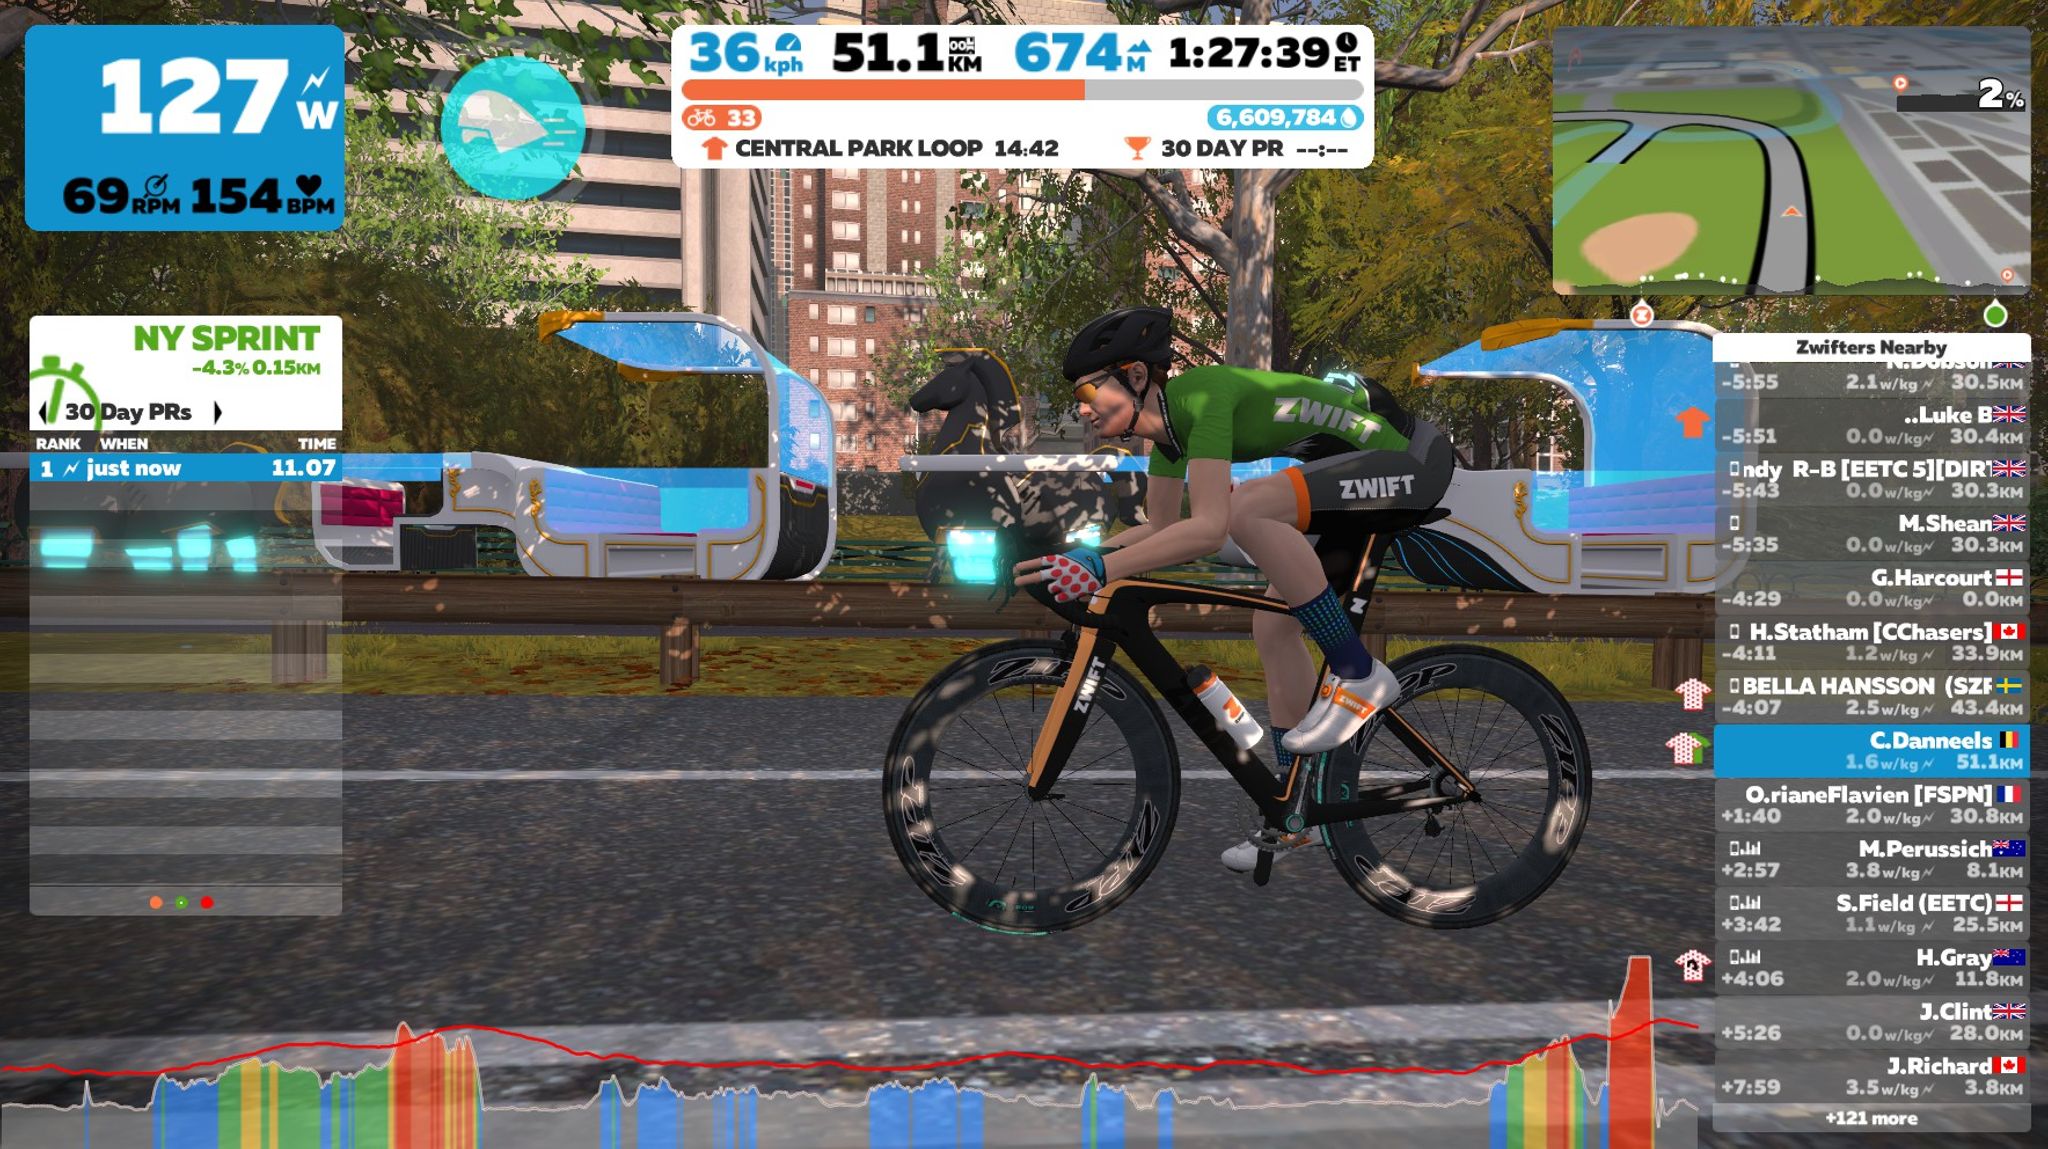 127 W
69 RPM 154 BPM
36 kph 51.1 KM 674 M 1:27:39 ET
33
6,609,784
CENTRAL PARK LOOP 14:42
30 DAY PR --:--
2%
NY SPRINT
-4.3% 0.15KM
30 Day PRs
RANK WHEN TIME
1 just now 11.07
Zwifters Nearby
N.Dobson
-5:55 2.1w/kg 30.5KM
..Luke B
-5:51 0.0w/kg 30.4KM
ndy R-B [EETC 5][DIR
-5:43 0.0w/kg 30.3KM
M.Shean
-5:35 0.0w/kg 30.3KM
G.Harcourt
-4:29 0.0w/kg 0.0KM
H.Statham [CChasers]
-4:11 1.2w/kg 33.9KM
BELLA HANSSON (SZR
-4:07 2.5w/kg 43.4KM
C.Danneels
1.6w/kg 51.1KM
O.rianeFlavien [FSPN]
+1:40 2.0w/kg 30.8KM
M.Perussich
+2:57 3.8w/kg 8.1KM
S.Field (EETC)
+3:42 1.1w/kg 25.5KM
H.Gray
+4:06 2.0w/kg 11.8KM
J.Clint
+5:26 0.0w/kg 28.0KM
J.Richard
+7:59 3.5w/kg 3.8KM
+121 more
ZWIFT
ZWIFT
Z
ZWIFT
ZWIFT
ZIPP
ZIPP
ZIPP
ZIPP